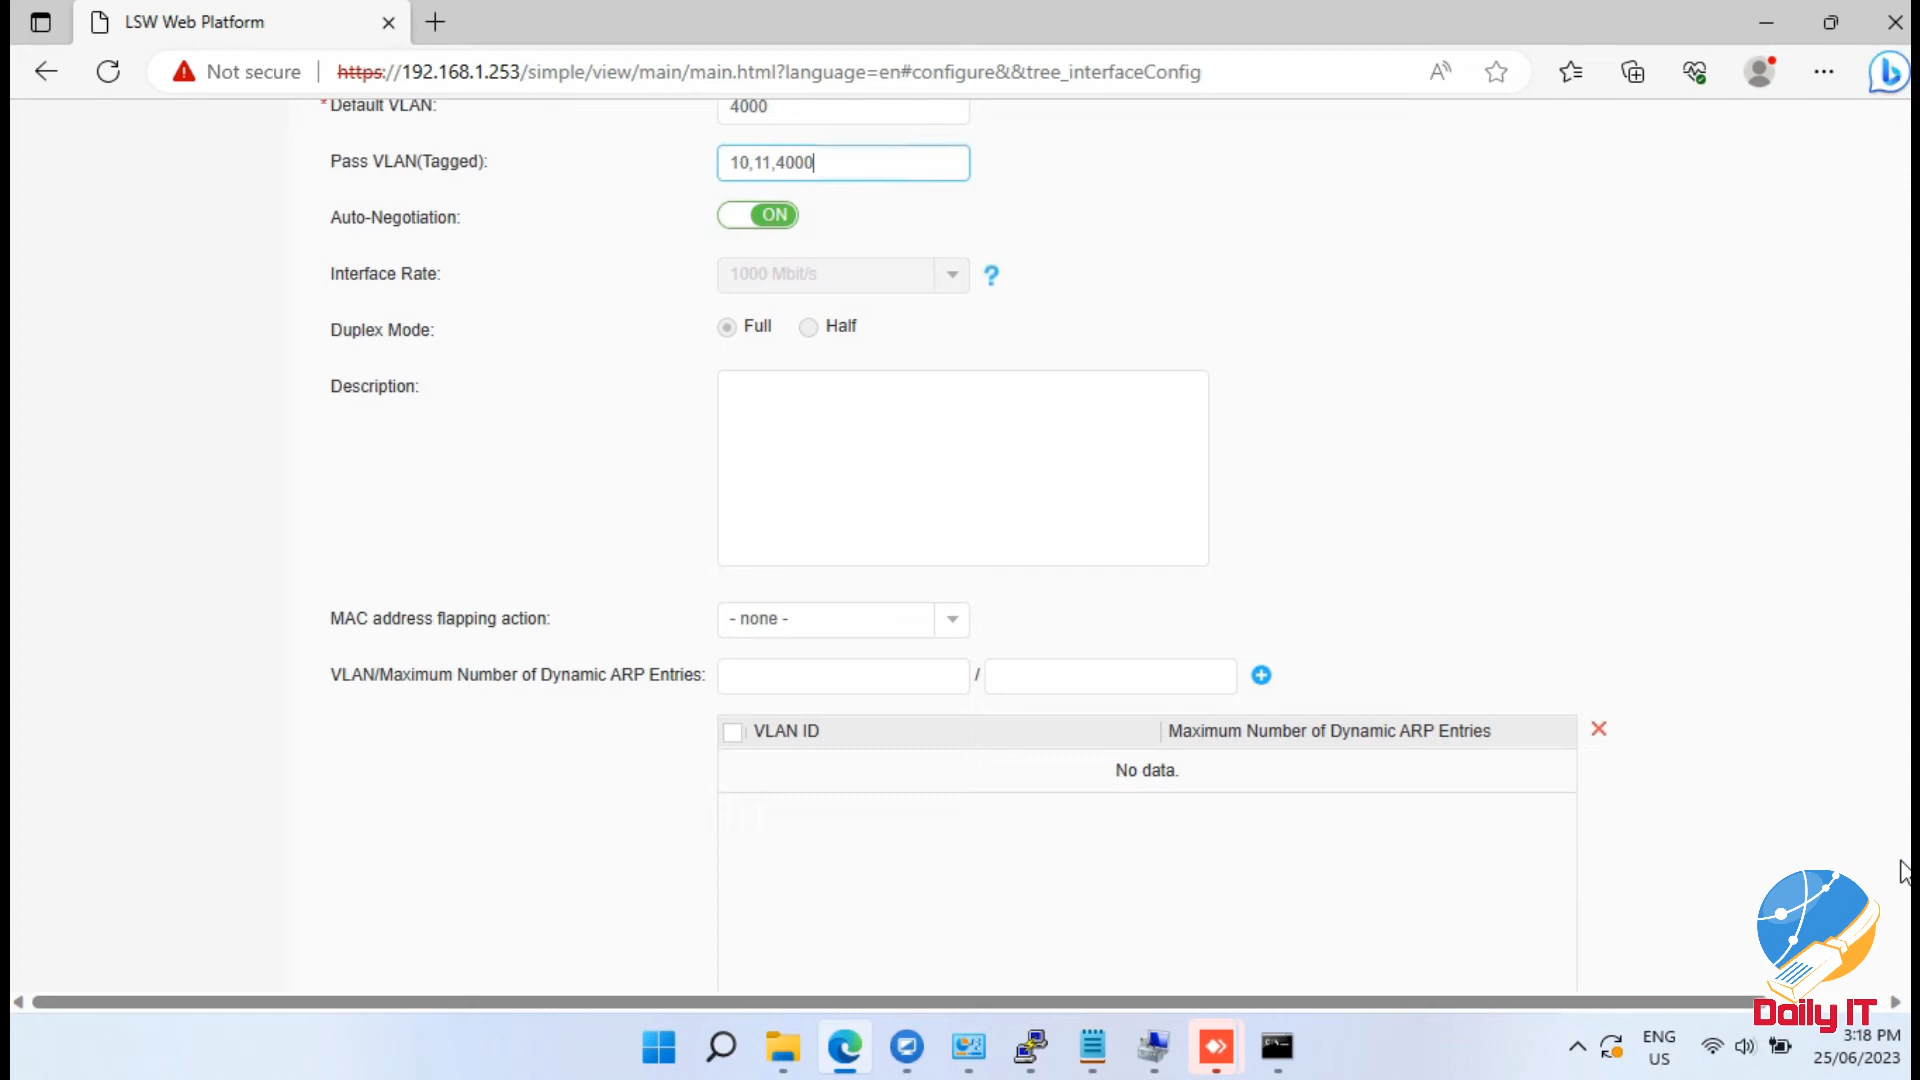 LSW Web Platform
Not secure
https://192.168.1.253/simple/view/main/main.html?language=en#configure&&tree_interfaceConfig
*Default VLAN: 4000
Pass VLAN(Tagged): 10,11,4000
Auto-Negotiation: ON
Interface Rate: 1000 Mbit/s ?
Duplex Mode: Full Half
Description:
MAC address flapping action: - none -
VLAN/Maximum Number of Dynamic ARP Entries: /
VLAN ID Maximum Number of Dynamic ARP Entries
No data.
Daily IT
ENG
US
3:18 PM
25/06/2023